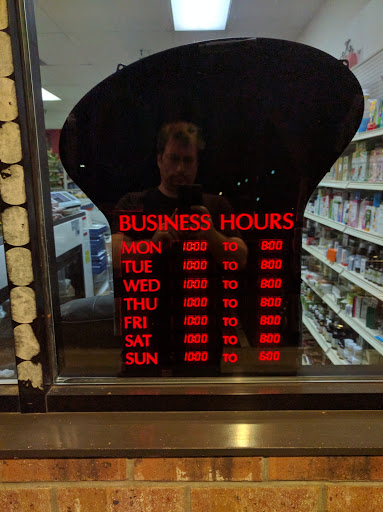 BUSINESS HOURS
MON 10:00 TO 8:00
TUE 10:00 TO 8:00
WED 10:00 TO 8:00
THU 10:00 TO 8:00
FRI 10:00 TO 8:00
SAT 10:00 TO 8:00
SUN 10:00 TO 6:00